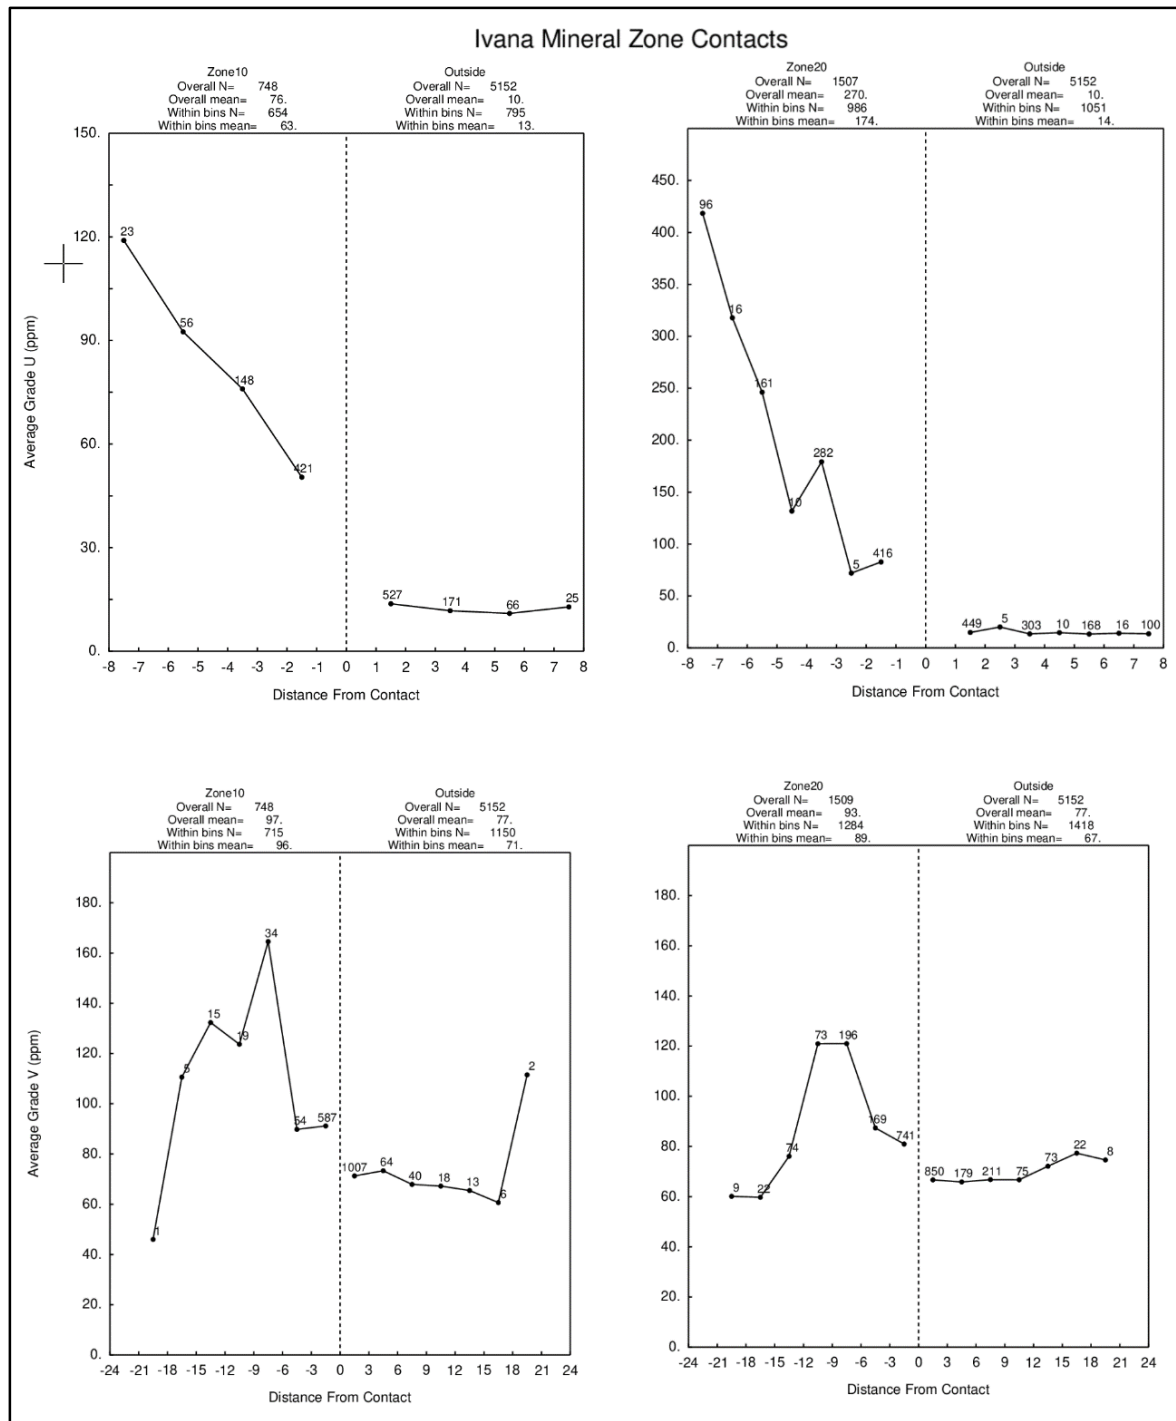 Ivana Mineral Zone Contacts
Zone10
Overall N= 748
Overall mean= 76.
Within bins N= 654
Within bins mean= 63.
Outside
Overall N= 5152
Overall mean= 10.
Within bins N= 795
Within bins mean= 13.
150.
120.
90.
60.
30.
0.
23
56
148
421
527
171
66
25
-8 -7 -6 -5 -4 -3 -2 -1 0 1 2 3 4 5 6 7 8
Distance From Contact
Average Grade U (ppm)
Zone20
Overall N= 1507
Overall mean= 270.
Within bins N= 986
Within bins mean= 174.
Outside
Overall N= 5152
Overall mean= 10.
Within bins N= 1051
Within bins mean= 14.
450.
400.
350.
300.
250.
200.
150.
100.
50.
0.
96
16
161
10
282
5
416
449
5
303
10
168
16
100
-8 -7 -6 -5 -4 -3 -2 -1 0 1 2 3 4 5 6 7 8
Distance From Contact
Zone10
Overall N= 748
Overall mean= 97.
Within bins N= 715
Within bins mean= 96.
Outside
Overall N= 5152
Overall mean= 77.
Within bins N= 1150
Within bins mean= 71.
180.
160.
140.
120.
100.
80.
60.
40.
20.
0.
1
5
15
19
34
54
587
1007
64
40
18
13
6
2
-24 -21 -18 -15 -12 -9 -6 -3 0 3 6 9 12 15 18 21 24
Distance From Contact
Average Grade V (ppm)
Zone20
Overall N= 1509
Overall mean= 93.
Within bins N= 1284
Within bins mean= 89.
Outside
Overall N= 5152
Overall mean= 77.
Within bins N= 1418
Within bins mean= 67.
180.
160.
140.
120.
100.
80.
60.
40.
20.
0.
9
22
74
73
196
169
741
850
179
211
75
73
22
8
-24 -21 -18 -15 -12 -9 -6 -3 0 3 6 9 12 15 18 21 24
Distance From Contact